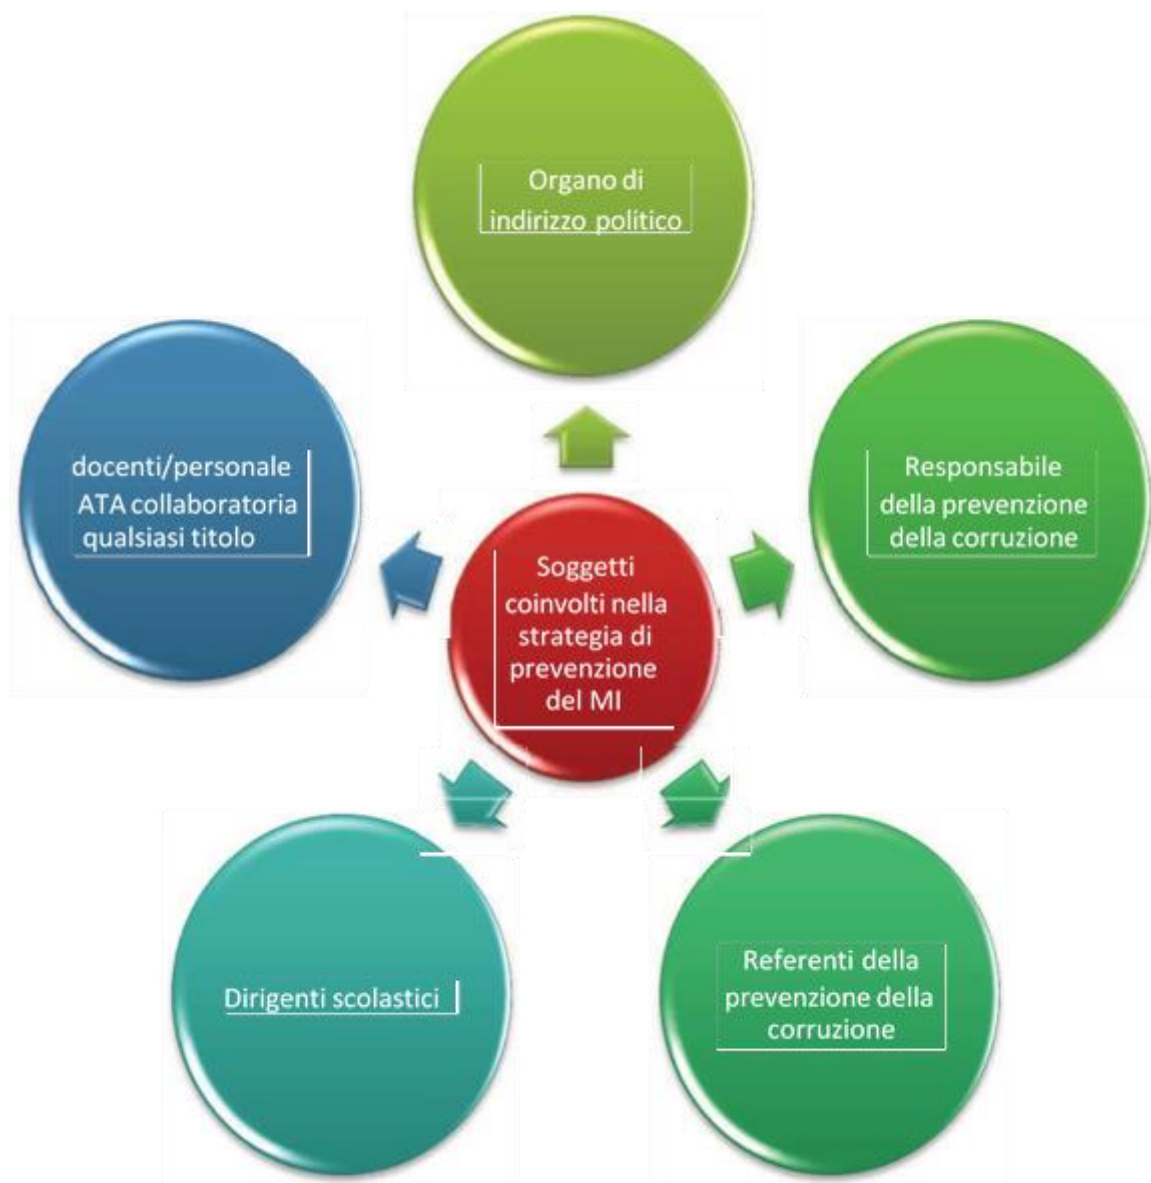 Organo di
indirizzo politico
docenti/personale
ATA collaboratoria
qualsiasi titolo
Responsabile
della prevenzione
della corruzione
Soggetti
coinvolti nella
strategia di
prevenzione
del MI
Dirigenti scolastici
Referenti della
prevenzione della
corruzione